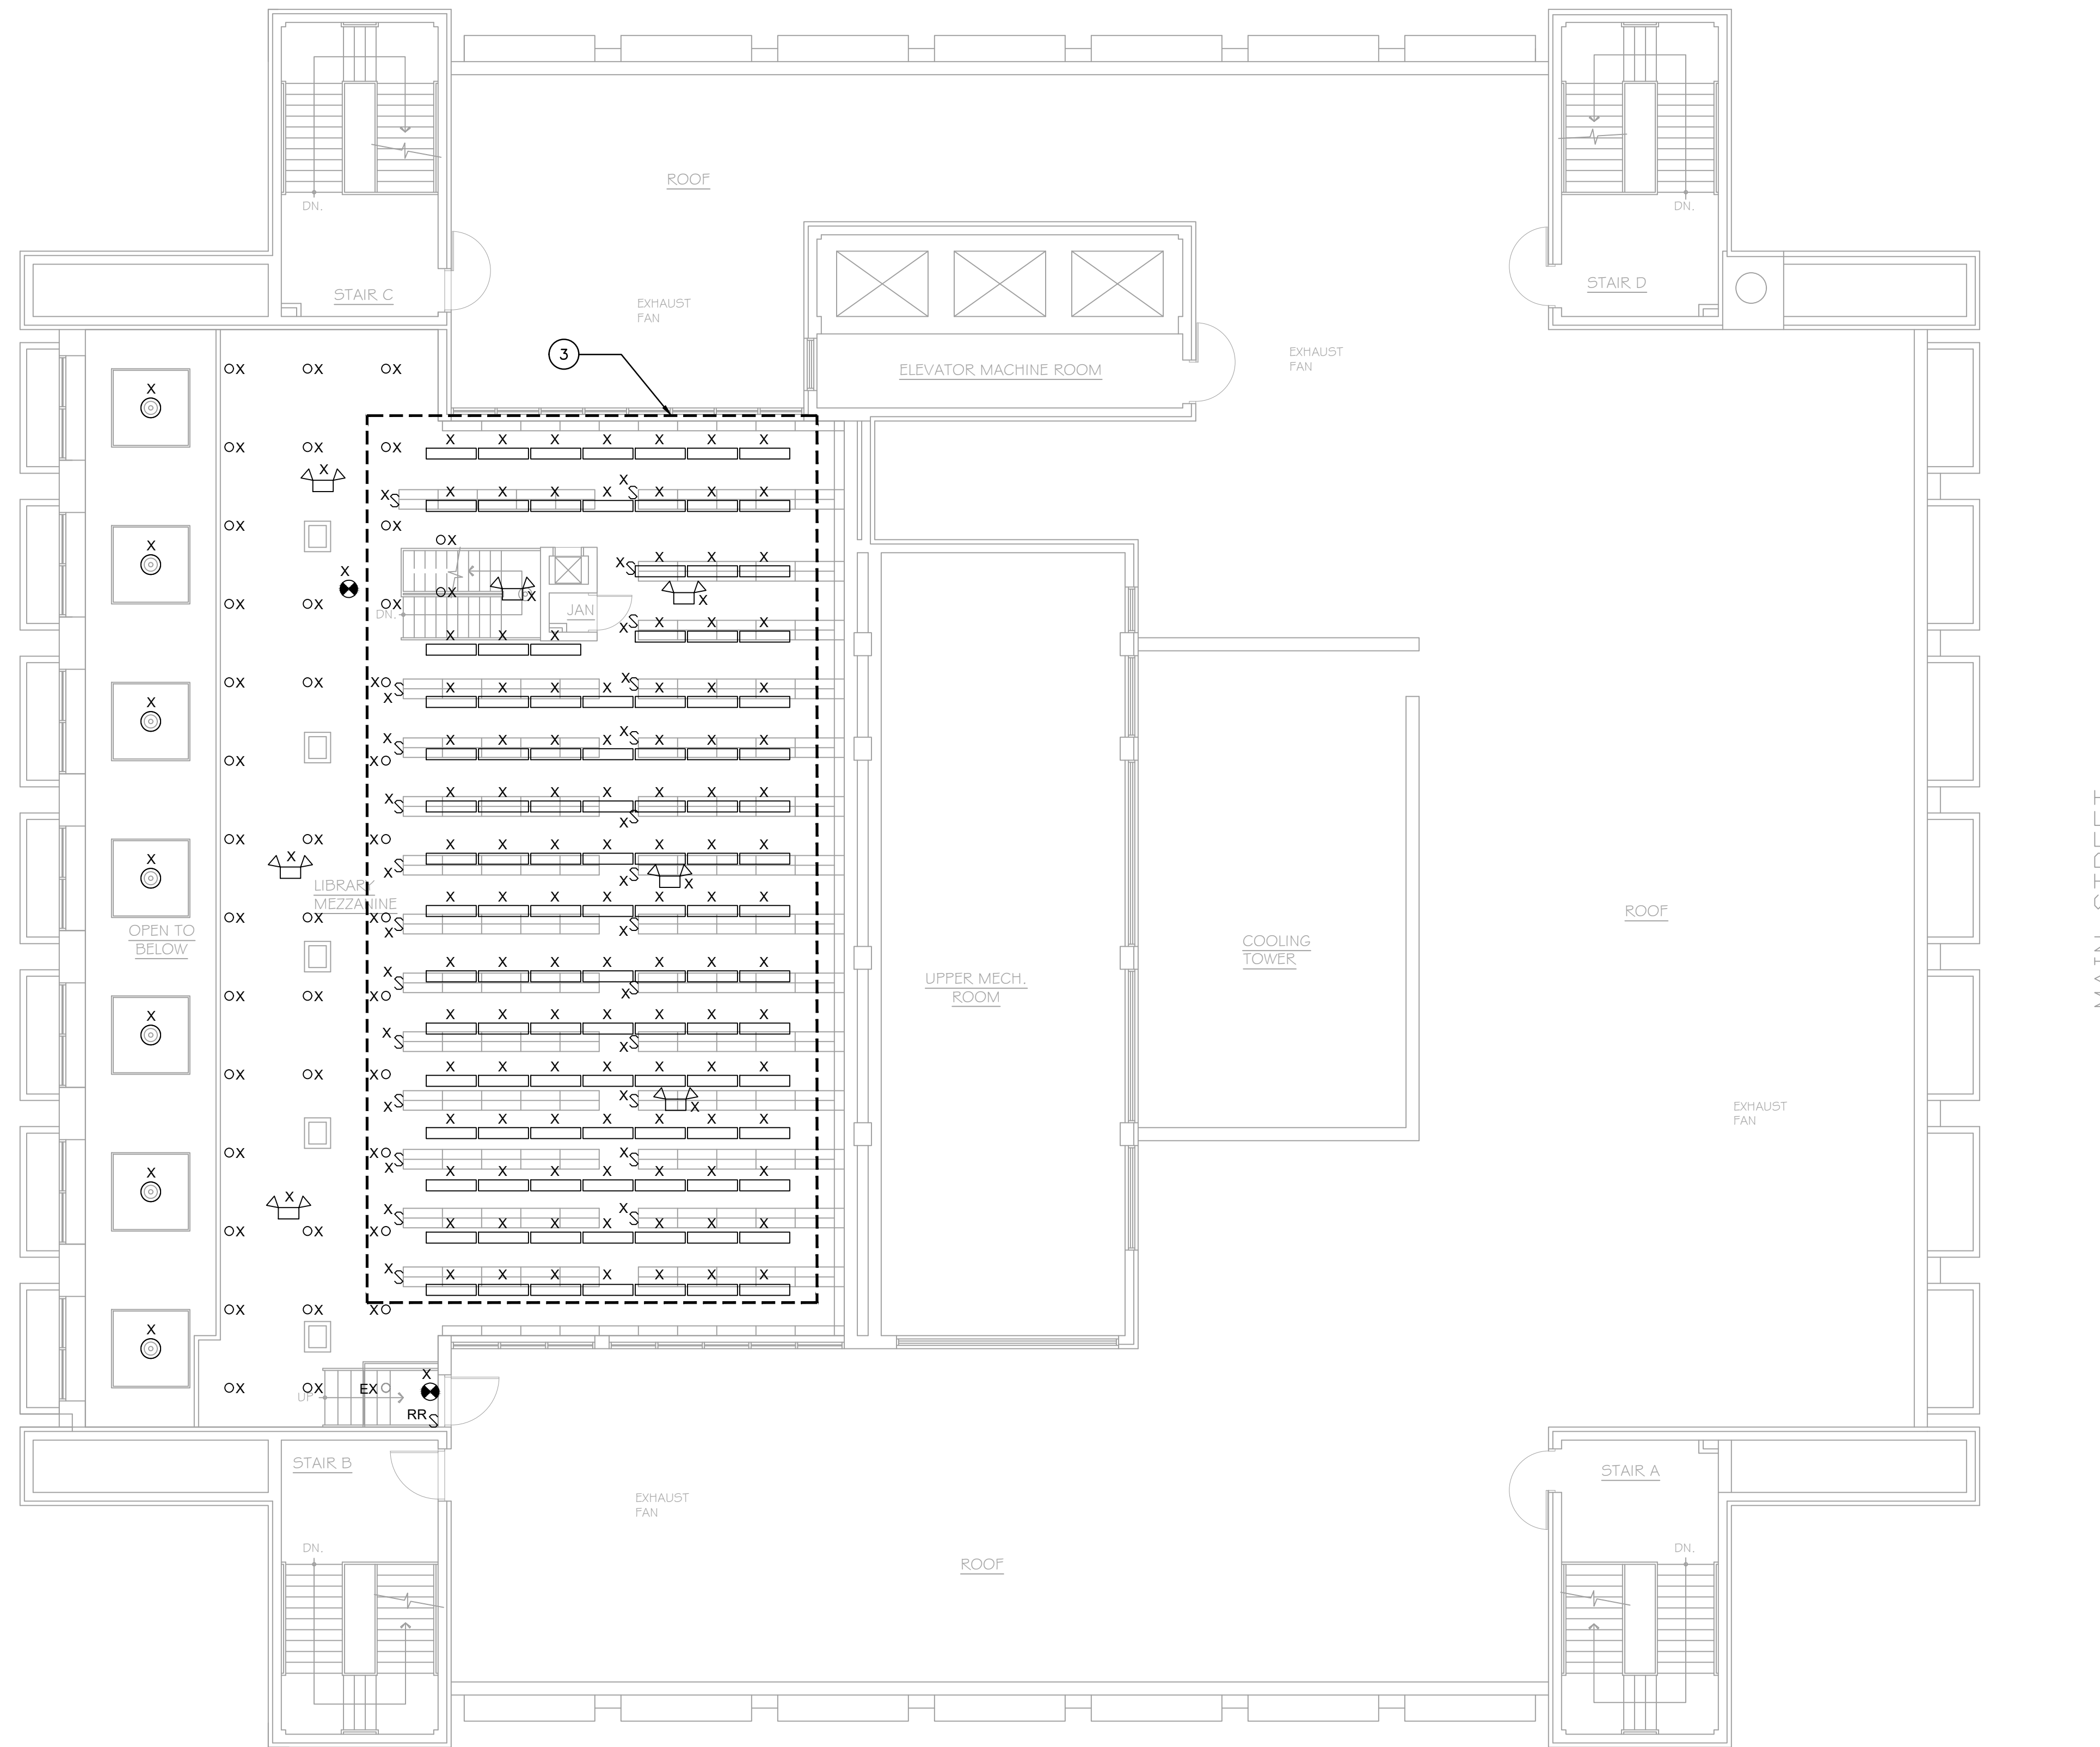 ROOF
DN.
DN.
STAIR C
STAIR D
EXHAUST
FAN
3
EXHAUST
FAN
ELEVATOR MACHINE ROOM
JAN
DN.
MAIN STREET
LIBRARY
MEZZANINE
OPEN TO
BELOW
ROOF
COOLING
TOWER
UPPER MECH.
ROOM
EXHAUST
FAN
UP
EX
X
RR S
STAIR B
STAIR A
EXHAUST
FAN
DN.
DN.
ROOF